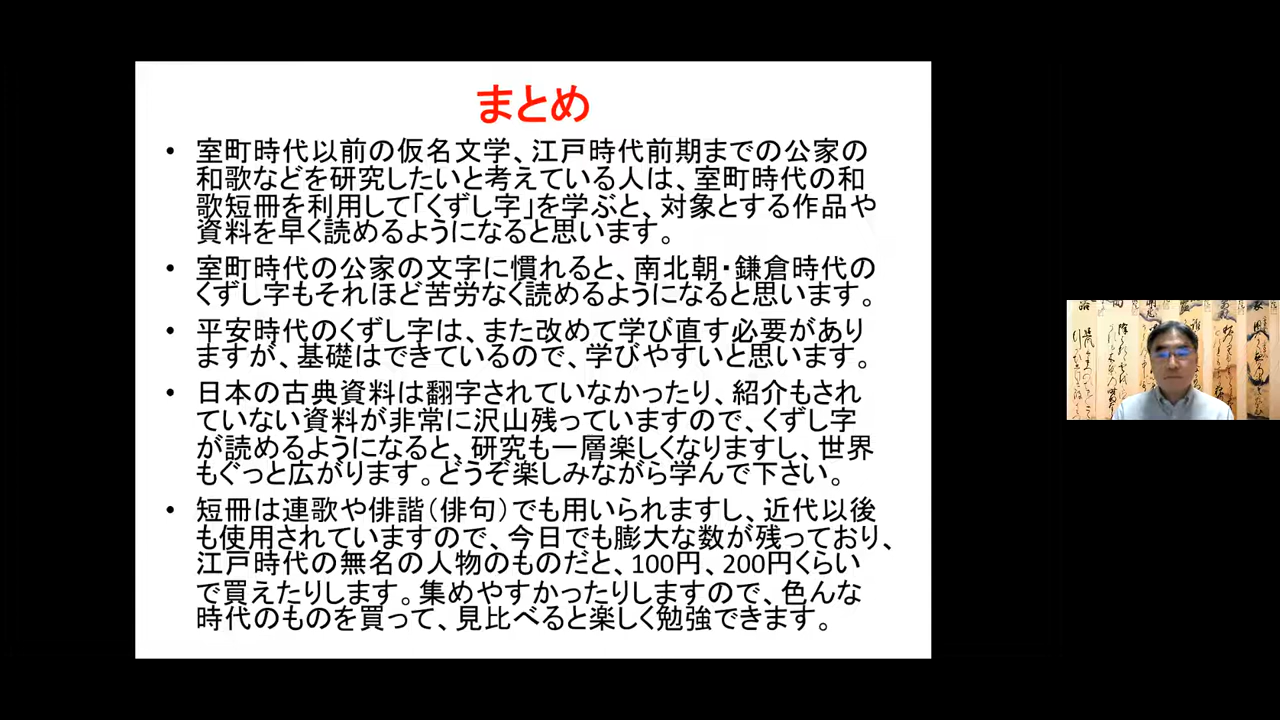 まとめ
• 室町時代以前の仮名文学、江戸時代前期までの公家の
和歌などを研究したいと考えている人は、室町時代の和
歌短冊を利用して「くずし字」を学ぶと、対象とする作品や
資料を早く読めるようになると思います。
• 室町時代の公家の文字に慣れると、南北朝・鎌倉時代の
くずし字もそれほど苦労なく読めるようになると思います。
• 平安時代のくずし字は、また改めて学び直す必要があり
ますが、基礎はできているので、学びやすいと思います。
• 日本の古典資料は翻字されていなかったり、紹介もされ
ていない資料が非常に沢山残っていますので、くずし字
が読めるようになると、研究も一層楽しくなりますし、世界
もぐっと広がります。どうぞ楽しみながら学んで下さい。
• 短冊は連歌や俳諧（俳句）でも用いられますし、近代以後
も使用されていますので、今日でも膨大な数が残っており、
江戸時代の無名の人物のものだと、100円、200円くらい
で買えたりします。集めやすかったりしますので、色んな
時代のものを買って、見比べると楽しく勉強できます。